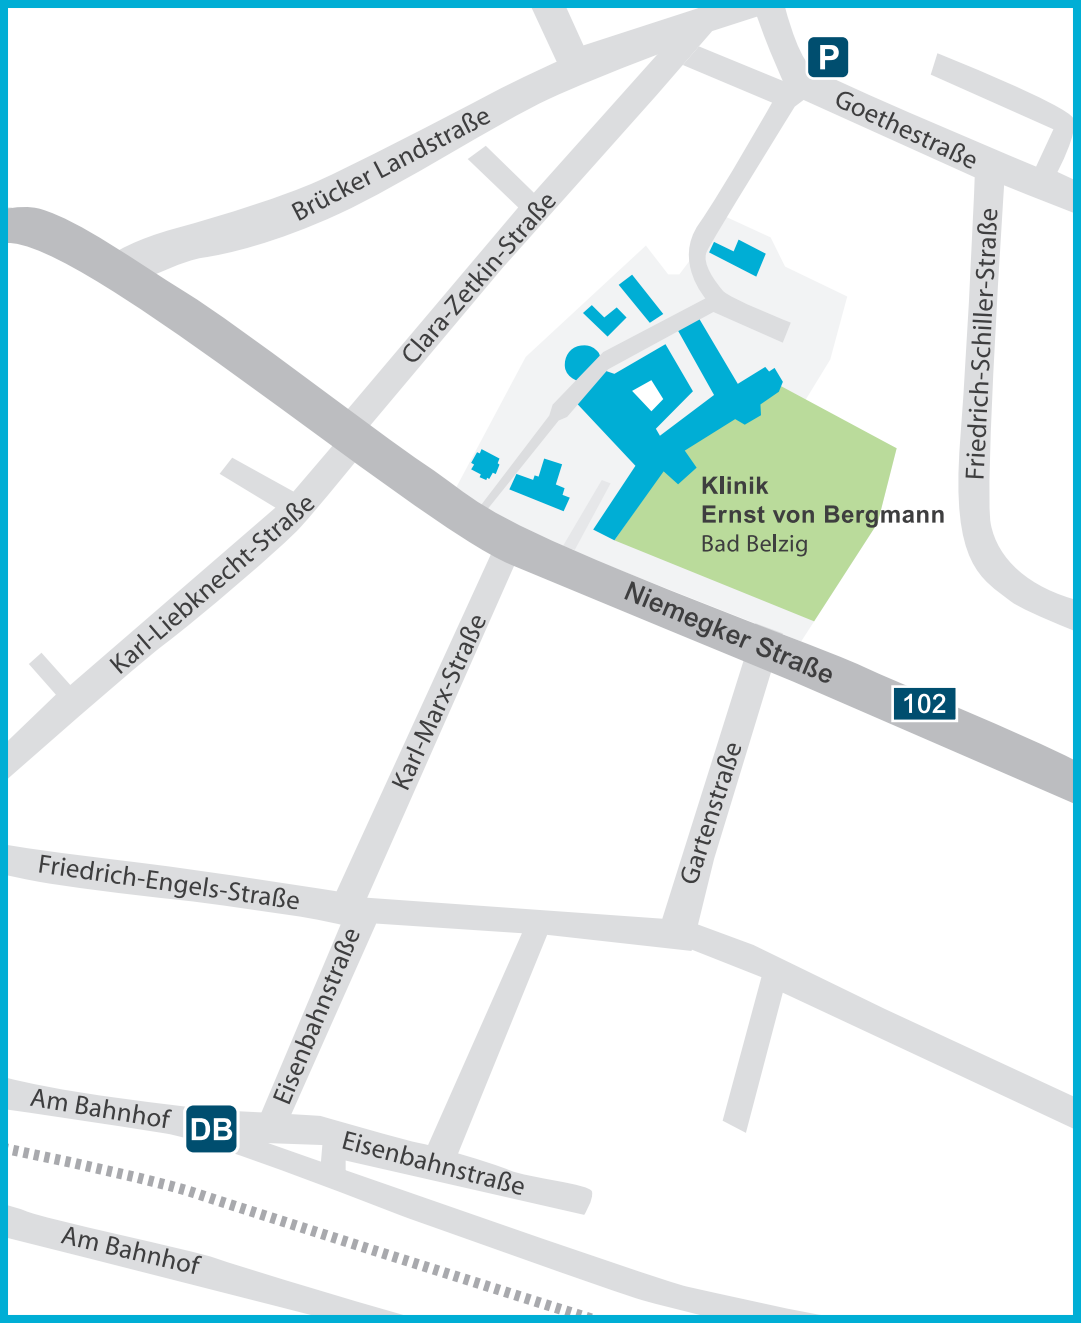 P
Goethestraße
Brücker Landstraße
Clara-Zetkin-Straße
Friedrich-Schiller-Straße
Klinik
Ernst von Bergmann
Bad Belzig
Karl-Liebknecht-Straße
Niemegker Straße
102
Karl-Marx-Straße
Gartenstraße
Friedrich-Engels-Straße
Eisenbahnstraße
Am Bahnhof
DB
Eisenbahnstraße
Am Bahnhof